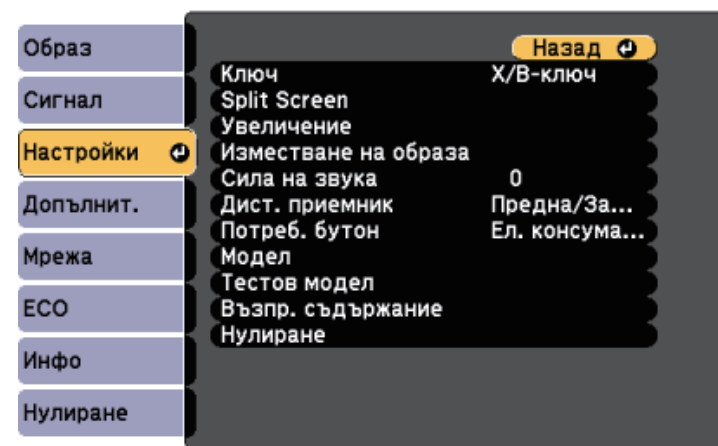 Образ
Сигнал
Настройки
Допълнит.
Мрежа
ECO
Инфо
Нулиране
Назад
Ключ Х/В-ключ
Split Screen
Увеличение
Изместване на образа
Сила на звука 0
Дист. приемник Предна/За...
Потреб. бутон Ел. консума...
Модел
Тестов модел
Възпр. съдържание
Нулиране